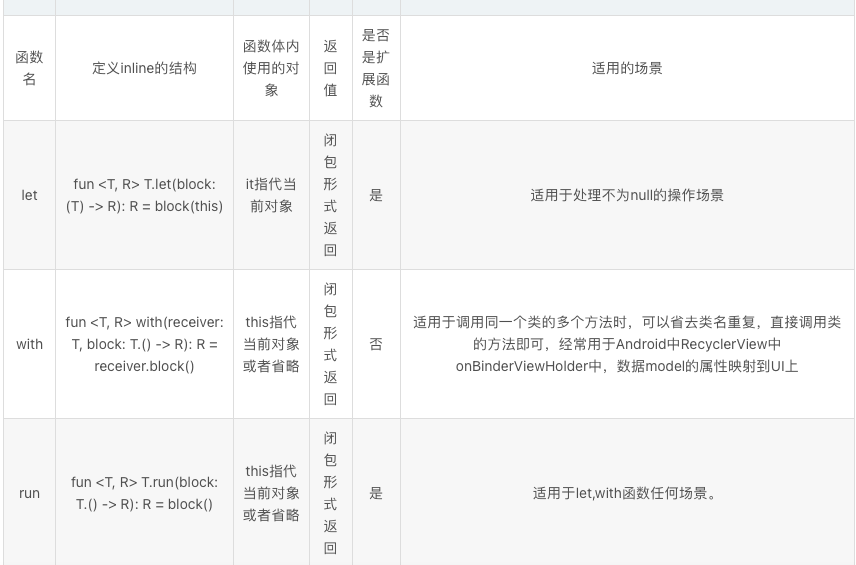 函数名
定义inline的结构
函数体内使用的对象
返回值
是否是扩展函数
适用的场景
let
fun <T, R> T.let(block:
(T) -> R): R = block(this)
it指代当
前对象
闭包形式返回
是
适用于处理不为null的操作场景
with
fun <T, R> with(receiver:
T, block: T.() -> R): R =
receiver.block()
this指代
当前对象
或者省略
闭包形式返回
否
适用于调用同一个类的多个方法时，可以省去类名重复，直接调用类
的方法即可，经常用于Android中RecyclerView中
onBinderViewHolder中，数据model的属性映射到UI上
run
fun <T, R> T.run(block:
T.() -> R): R = block()
this指代
当前对象
或者省略
闭包形式返回
是
适用于let,with函数任何场景。